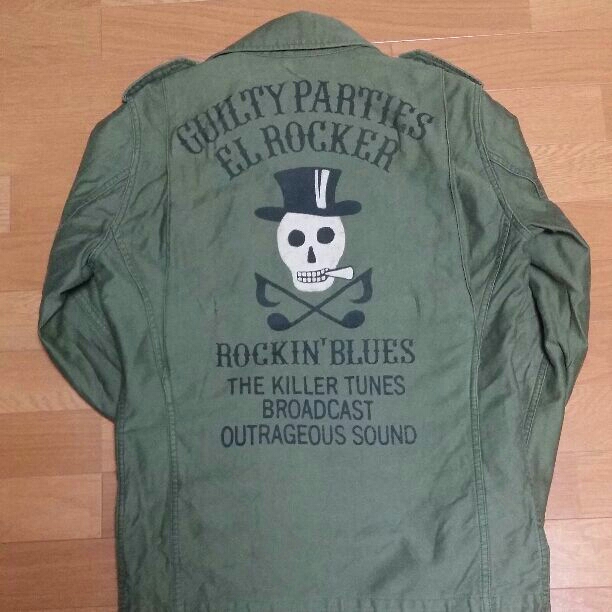 GUILTY PARTIES
EL ROCKER
ROCKIN' BLUES
THE KILLER TUNES
BROADCAST
OUTRAGEOUS SOUND